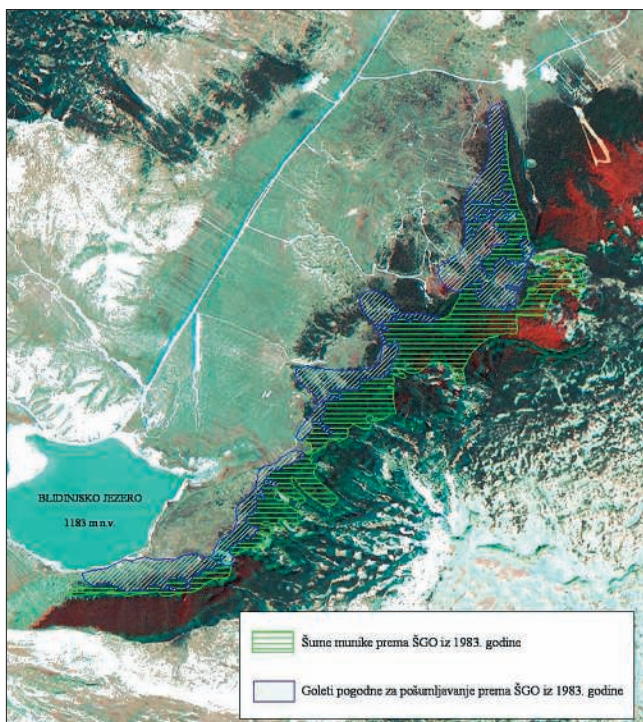 BLIDINJSKO JEZERO
1183 m n.v.
Šume munike prema ŠGO iz 1983. godine
Goleti pogodne za pošumljavanje prema ŠGO iz 1983. godine